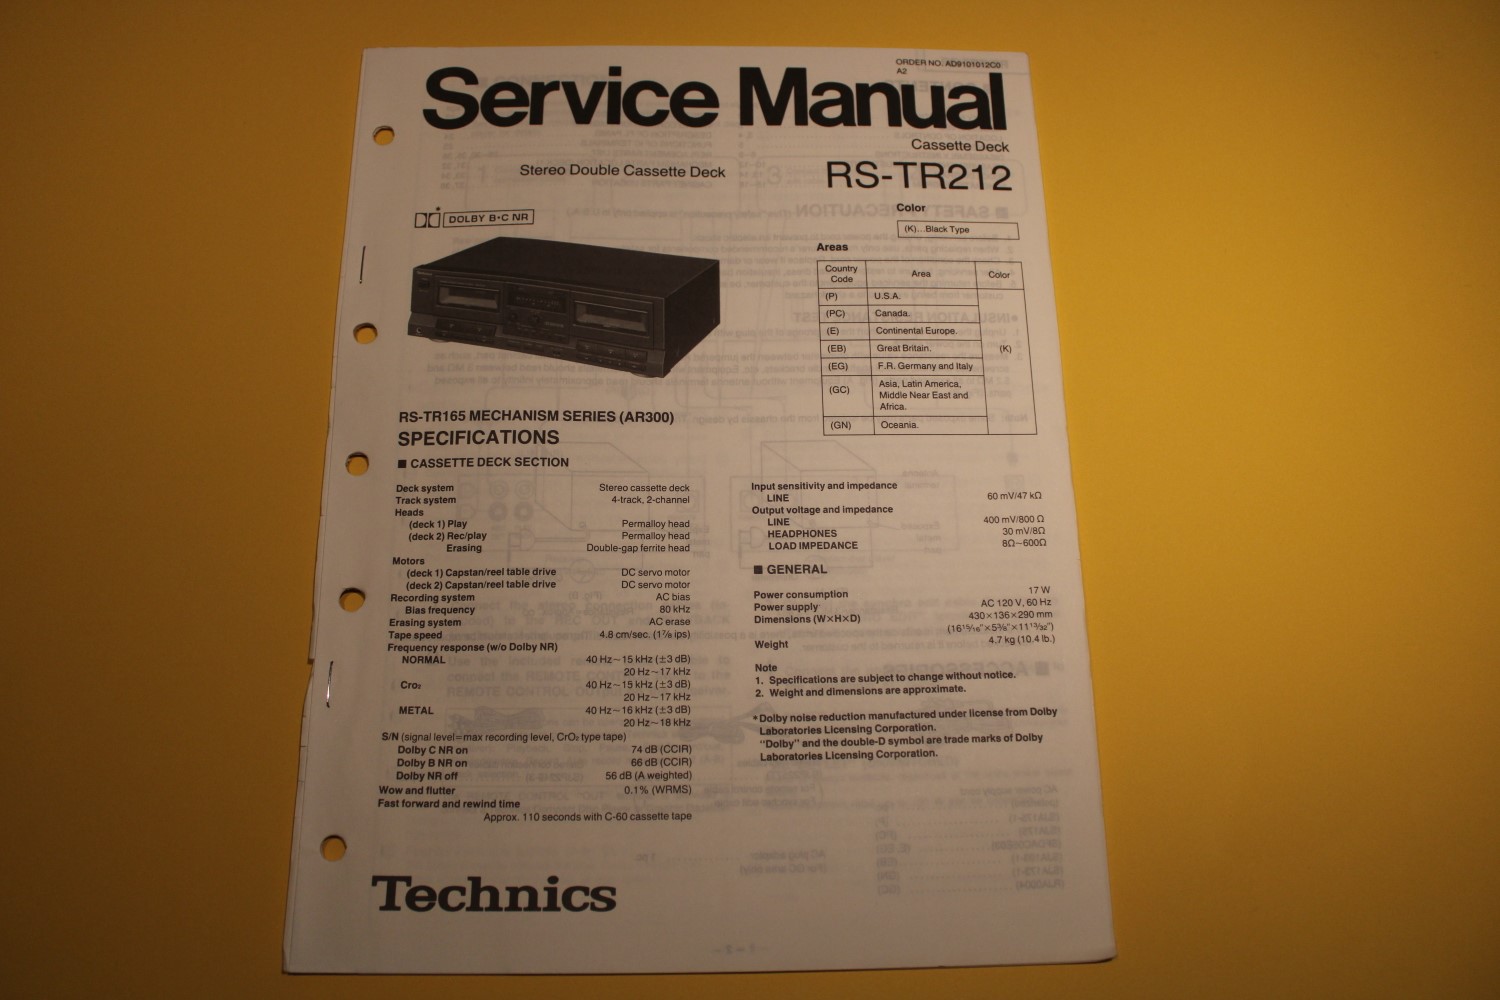 ORDER NO. AD9101012C0
A2
Service Manual
Cassette Deck
Stereo Double Cassette Deck
RS-TR212
DOLBY B•C NR
Color
(K)...Black Type
Areas
Country Code Area Color
(P) U.S.A.
(PC) Canada.
(E) Continental Europe.
(EB) Great Britain. (K)
(EG) F.R. Germany and Italy
(GC) Asia, Latin America,
Middle Near East and
Africa.
(GN) Oceania.
RS-TR165 MECHANISM SERIES (AR300)
SPECIFICATIONS
■ CASSETTE DECK SECTION
Deck system Stereo cassette deck
Track system 4-track, 2-channel
Heads
(deck 1) Play Permalloy head
(deck 2) Rec/play Permalloy head
Erasing Double-gap ferrite head
Motors
(deck 1) Capstan/reel table drive DC servo motor
(deck 2) Capstan/reel table drive DC servo motor
Recording system AC bias
Bias frequency 80 kHz
Erasing system AC erase
Tape speed 4.8 cm/sec. (1⅞ ips)
Frequency response (w/o Dolby NR)
NORMAL 40 Hz~15 kHz (±3 dB)
20 Hz~17 kHz
Cro₂ 40 Hz~15 kHz (±3 dB)
20 Hz~17 kHz
METAL 40 Hz~16 kHz (±3 dB)
20 Hz~18 kHz
S/N (signal level=max recording level, CrO₂ type tape)
Dolby C NR on 74 dB (CCIR)
Dolby B NR on 66 dB (CCIR)
Dolby NR off 56 dB (A weighted)
Wow and flutter 0.1% (WRMS)
Fast forward and rewind time
Approx. 110 seconds with C-60 cassette tape
Input sensitivity and impedance
LINE 60 mV/47 kΩ
Output voltage and impedance
LINE 400 mV/800 Ω
HEADPHONES 30 mV/8Ω
LOAD IMPEDANCE 8Ω~600Ω
■ GENERAL
Power consumption 17 W
Power supply AC 120 V, 60 Hz
Dimensions (W×H×D) 430×136×290 mm
(16¹⁵⁄₁₆"×5⅜"×11¹³⁄₃₂")
Weight 4.7 kg (10.4 lb.)
Note
1. Specifications are subject to change without notice.
2. Weight and dimensions are approximate.
*Dolby noise reduction manufactured under license from Dolby
Laboratories Licensing Corporation.
"Dolby" and the double-D symbol are trade marks of Dolby
Laboratories Licensing Corporation.
Technics